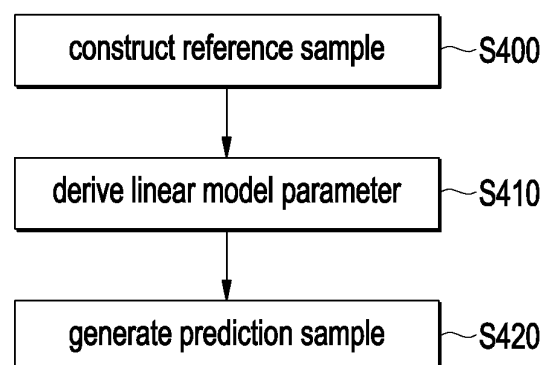 construct reference sample S400
derive linear model parameter S410
generate prediction sample S420